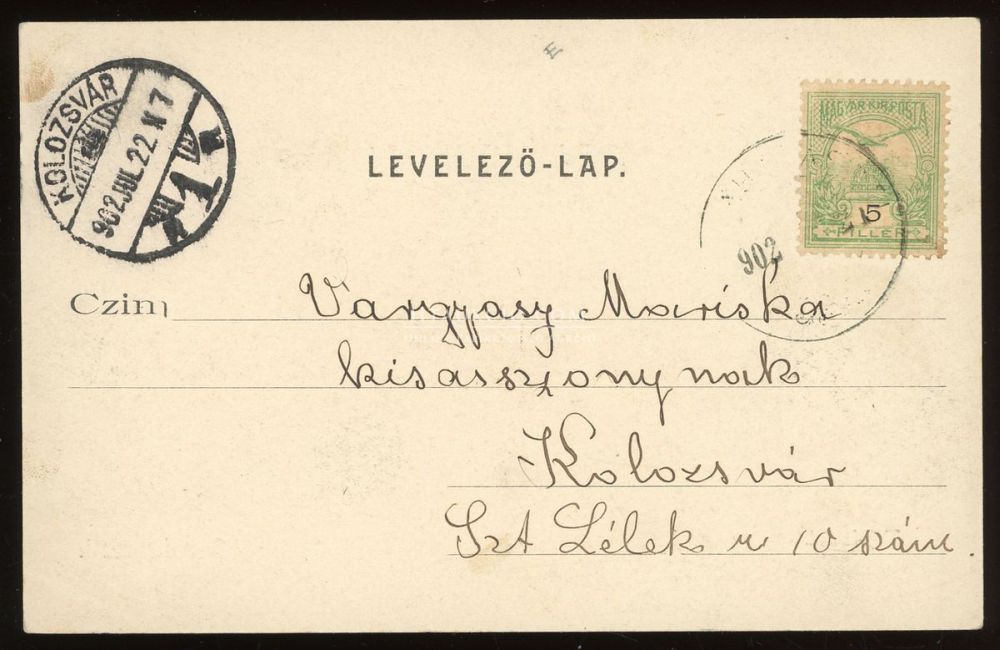 KOLOZSVÁR
902 JUL. 22. N 7
1
E
LEVELEZŐ-LAP.
MAGYAR KIR. POSTA
5
FILLÉR
902
Czim
Vargyasy Mariska
kisasszonynak
Kolozsvár
Szt Lélek u 10 szám.